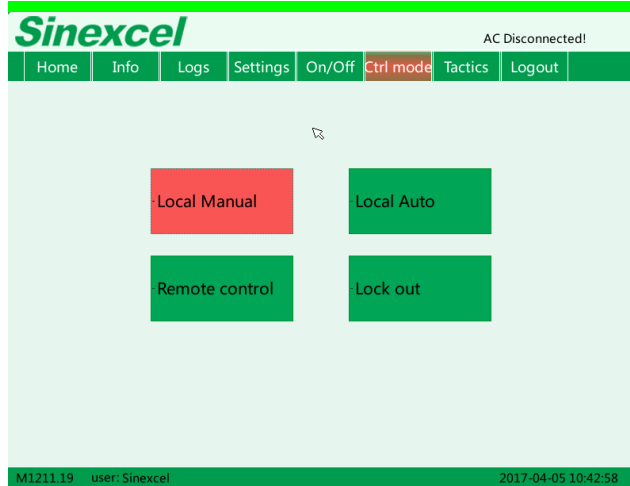 Sinexcel
AC Disconnected!
Home Info Logs Settings On/Off Ctrl mode Tactics Logout
Local Manual Local Auto
Remote control Lock out
M1211.19 user: Sinexcel 2017-04-05 10:42:58